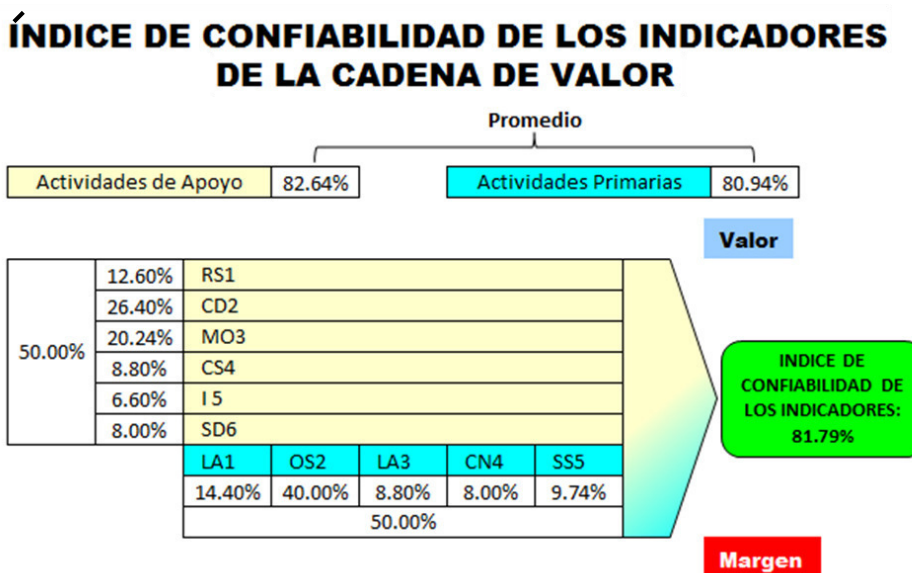 ÍNDICE DE CONFIABILIDAD DE LOS INDICADORES
DE LA CADENA DE VALOR
Promedio
Actividades de Apoyo 82.64% Actividades Primarias 80.94%
Valor
50.00%
12.60% RS1
26.40% CD2
20.24% MO3
8.80% CS4
6.60% I 5
8.00% SD6
INDICE DE
CONFIABILIDAD DE
LOS INDICADORES:
81.79%
LA1 OS2 LA3 CN4 SS5
14.40% 40.00% 8.80% 8.00% 9.74%
50.00%
Margen